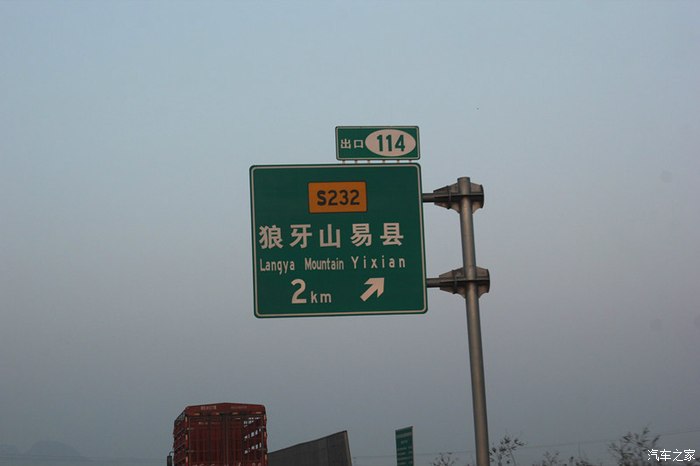 出口 114
S232
狼牙山 易县
Langya Mountain Yixian
2km
汽车之家